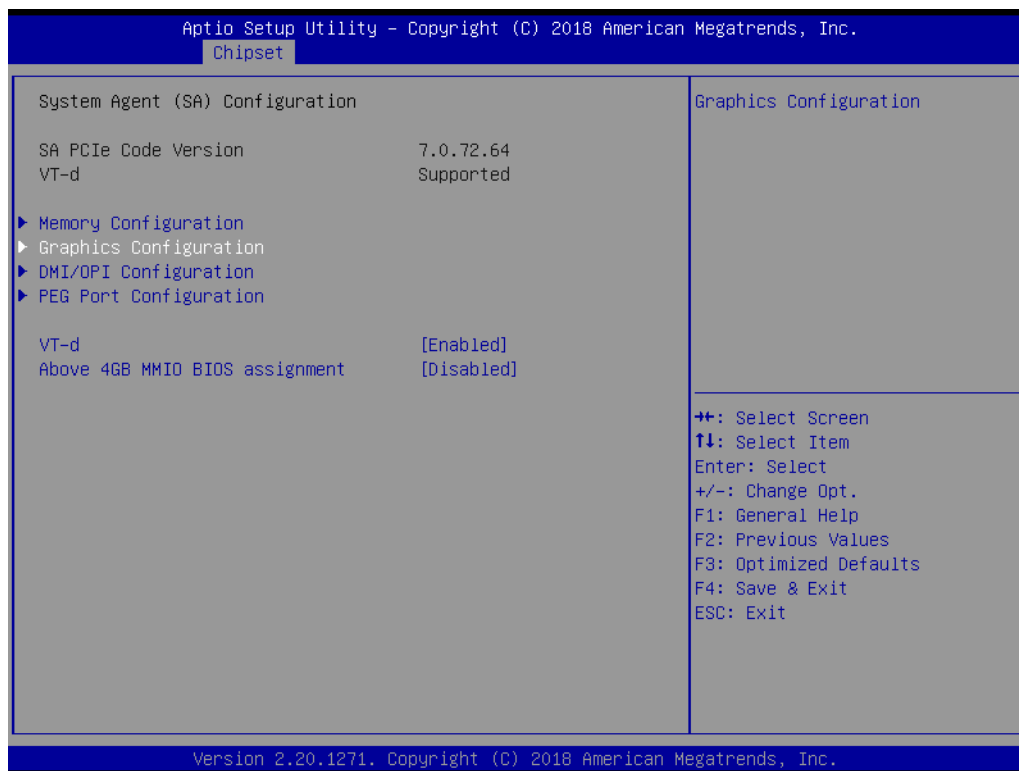 Aptio Setup Utility – Copyright (C) 2018 American Megatrends, Inc.
Chipset
System Agent (SA) Configuration
SA PCIe Code Version 7.0.72.64
VT-d Supported
Memory Configuration
Graphics Configuration
DMI/OPI Configuration
PEG Port Configuration
VT-d [Enabled]
Above 4GB MMIO BIOS assignment [Disabled]
Graphics Configuration
→←: Select Screen
↑↓: Select Item
Enter: Select
+/-: Change Opt.
F1: General Help
F2: Previous Values
F3: Optimized Defaults
F4: Save & Exit
ESC: Exit
Version 2.20.1271. Copyright (C) 2018 American Megatrends, Inc.